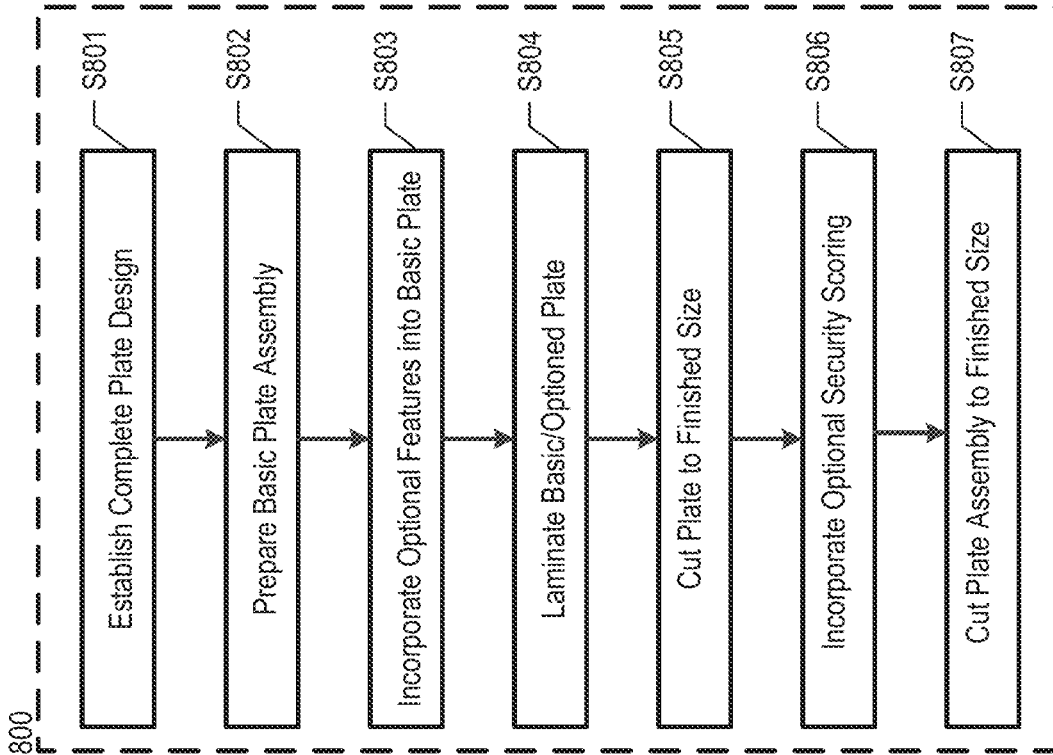 800
Establish Complete Plate Design
S801
Prepare Basic Plate Assembly
S802
Incorporate Optional Features into Basic Plate
S803
Laminate Basic/Optioned Plate
S804
Cut Plate to Finished Size
S805
Incorporate Optional Security Scoring
S806
Cut Plate Assembly to Finished Size
S807